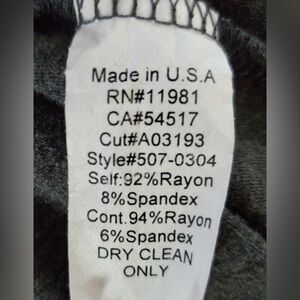 Made in U.S.A
RN#11981
CA#54517
Cut#A03193
Style#507-0304
Self:92%Rayon
8%Spandex
Cont.94%Rayon
6%Spandex
DRY CLEAN
ONLY